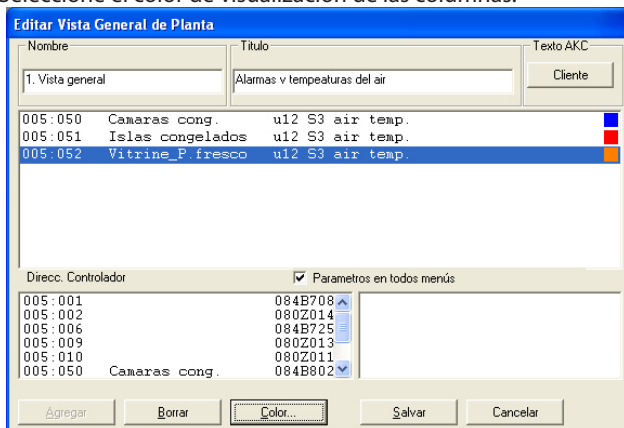 Seleccione el color de visualización de las columnas.
Editar Vista General de Planta
Nombre Título Texto AKC
1. Vista general Alarmas v tempeaturas del air Cliente
005:050 Camaras cong. u12 S3 air temp.
005:051 Islas congelados u12 S3 air temp.
005:052 Vitrine_P.fresco u12 S3 air temp.
Direcc. Controlador Parametros en todos menús
005:001 084B708
005:002 080Z014
005:006 084B725
005:009 080Z013
005:010 080Z011
005:050 Camaras cong. 084B802
Agregar Borrar Color... Salvar Cancelar